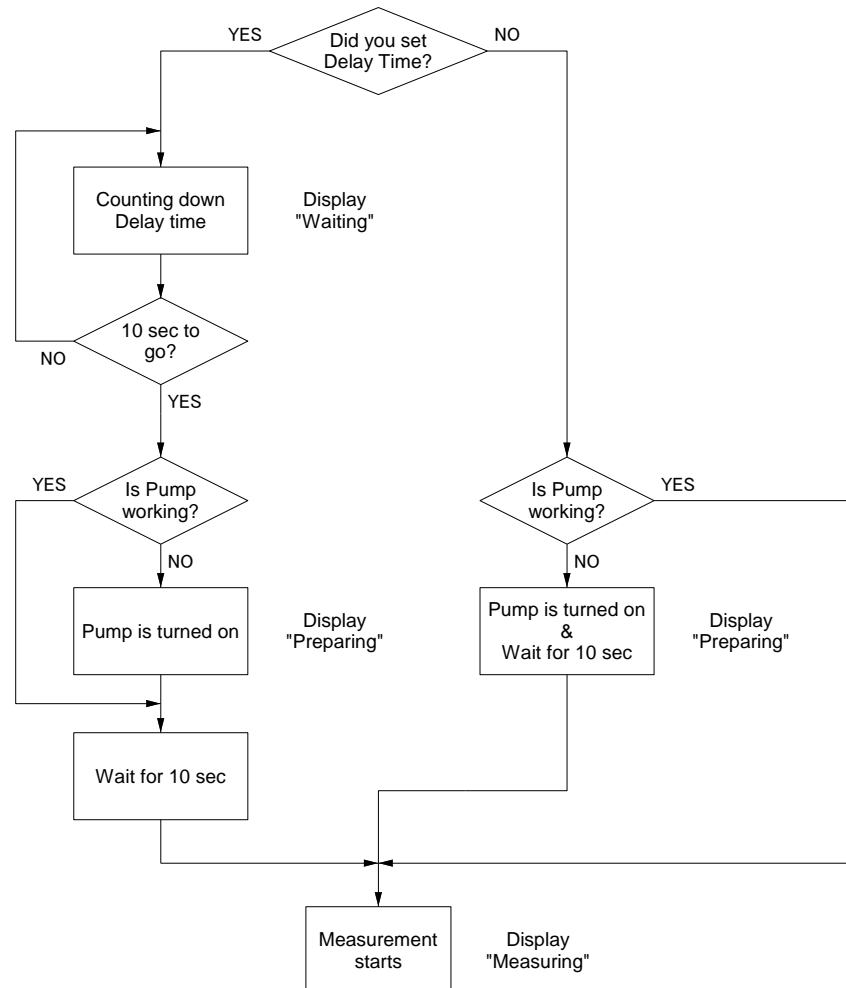 YES
Did you set
Delay Time?
NO
Counting down
Delay time
Display
"Waiting"
10 sec to
go?
NO
YES
YES
Is Pump
working?
NO
Is Pump
working?
YES
NO
Pump is turned on
Display
"Preparing"
Pump is turned on
&
Wait for 10 sec
Display
"Preparing"
Wait for 10 sec
Measurement
starts
Display
"Measuring"